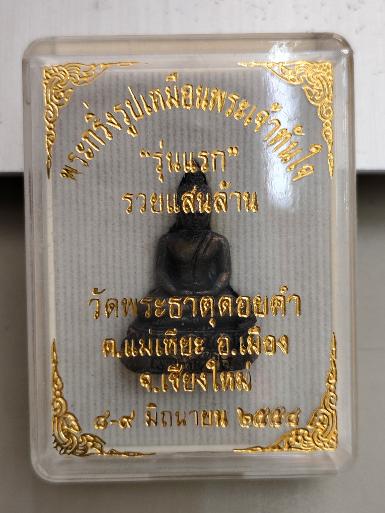 พระกริ่งรูปเหมือนพระเจ้าทันใจ
"รุ่นแรก"
รวยแสนล้าน
วัดพระธาตุดอยคำ
ต.แม่เหียะ อ.เมือง
จ.เชียงใหม่
๘-๙ มิถุนายน ๒๕๕๔